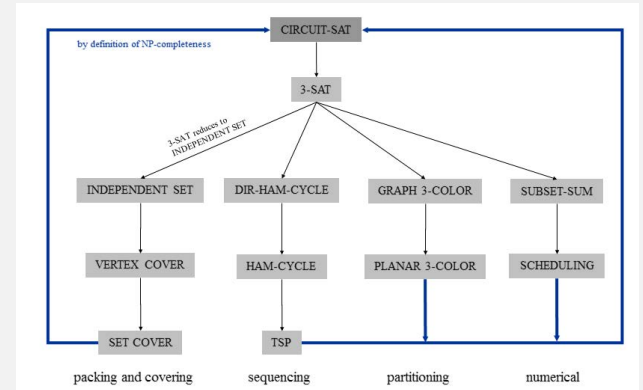 CIRCUIT-SAT
by definition of NP-completeness
3-SAT
3-SAT reduces to
INDEPENDENT SET
INDEPENDENT SET
DIR-HAM-CYCLE
GRAPH 3-COLOR
SUBSET-SUM
VERTEX COVER
HAM-CYCLE
PLANAR 3-COLOR
SCHEDULING
SET COVER
TSP
packing and covering
sequencing
partitioning
numerical